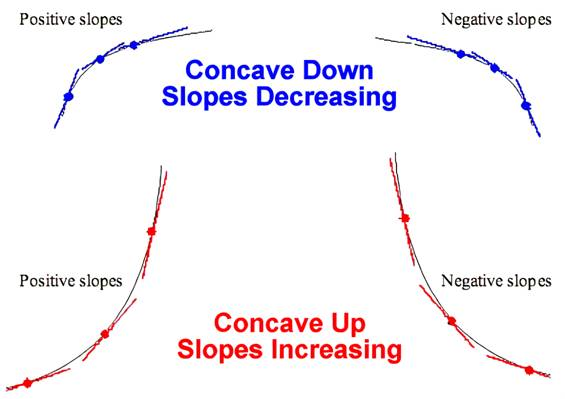 Positive slopes
Negative slopes
Concave Down
Slopes Decreasing
Positive slopes
Negative slopes
Concave Up
Slopes Increasing